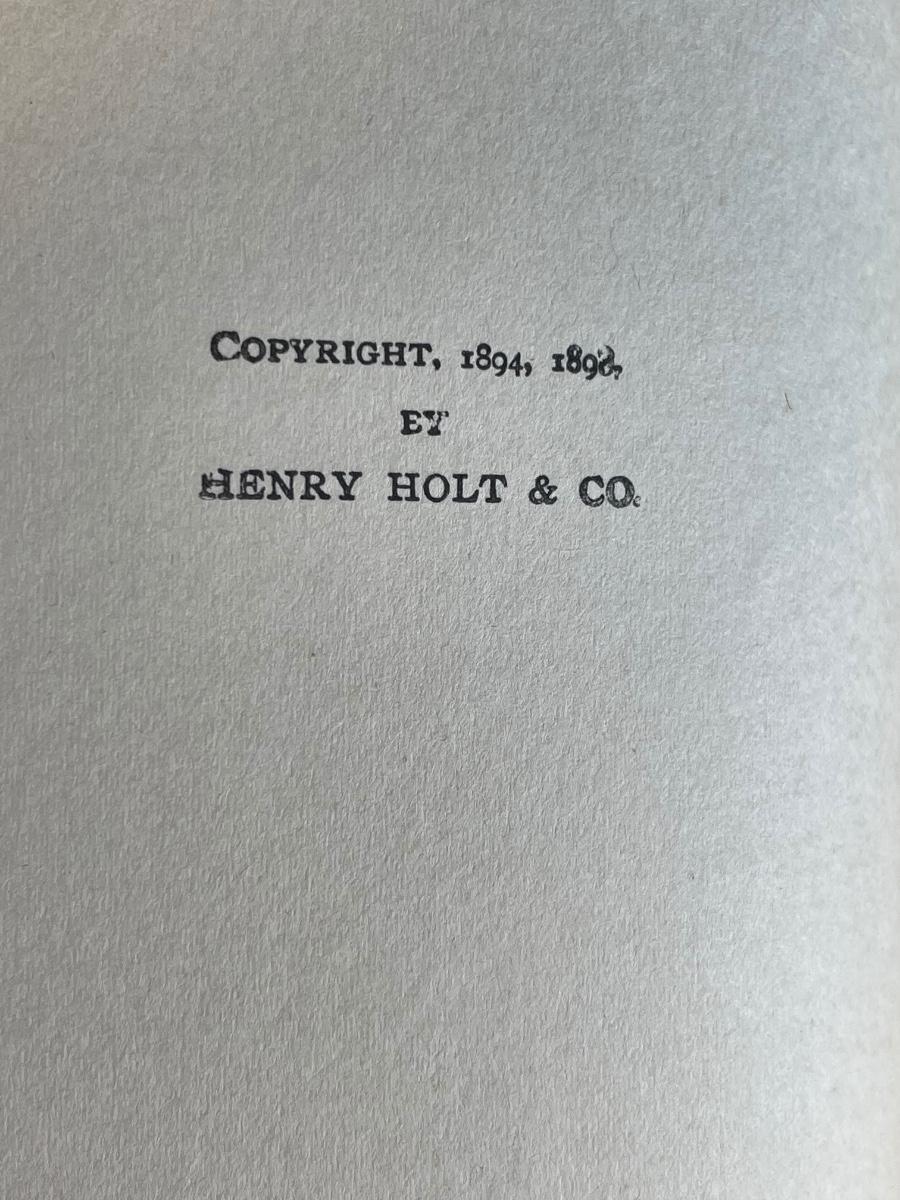 COPYRIGHT, 1894, 1898,
BY
HENRY HOLT & CO.